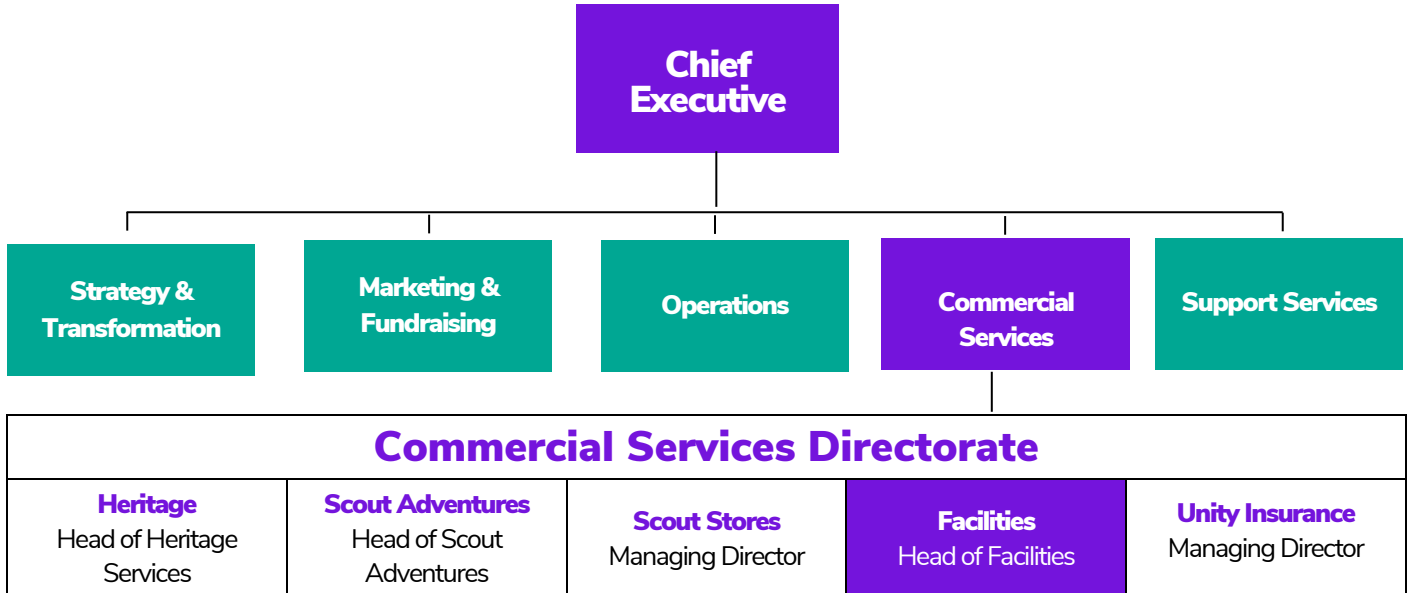 Chief
Executive
Strategy &
Transformation
Marketing &
Fundraising
Operations
Commercial
Services
Support Services
Commercial Services Directorate
Heritage
Head of Heritage
Services
Scout Adventures
Head of Scout
Adventures
Scout Stores
Managing Director
Facilities
Head of Facilities
Unity Insurance
Managing Director